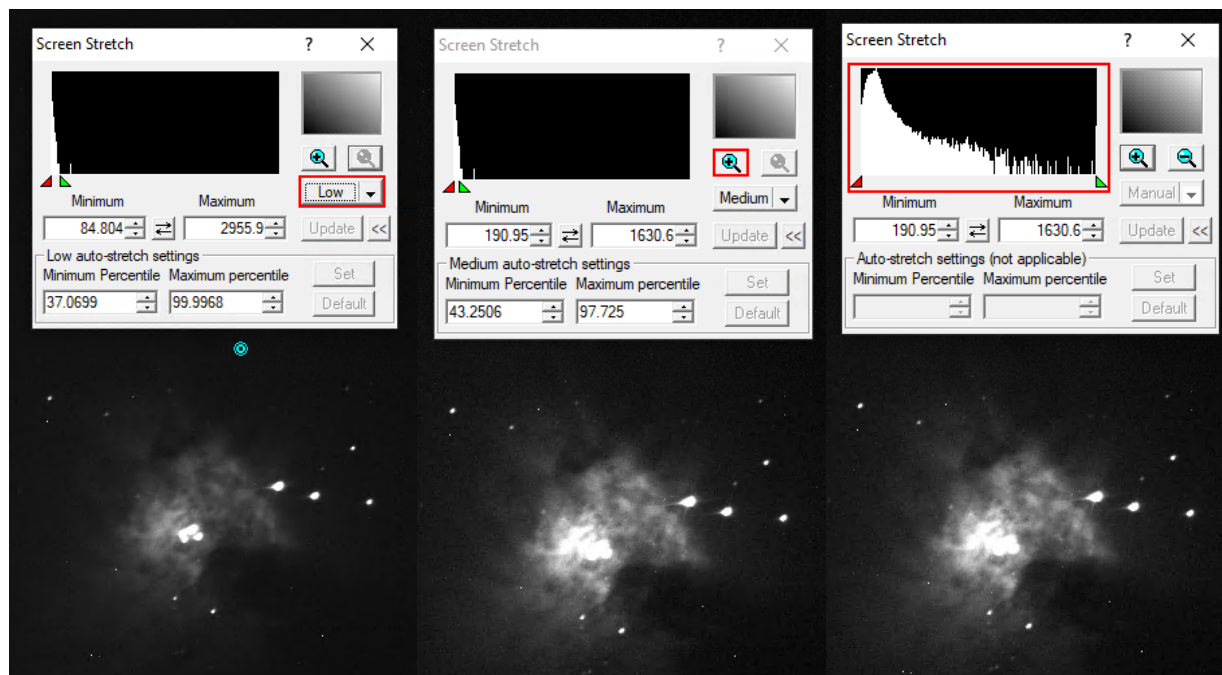 Screen Stretch ?
Low
Minimum Maximum
84.804 2955.9 Update <<
Low auto-stretch settings
Minimum Percentile Maximum percentile Set
37.0699 99.9968 Default
Screen Stretch ?
Medium
Minimum Maximum
190.95 1630.6 Update <<
Medium auto-stretch settings
Minimum Percentile Maximum percentile Set
43.2506 97.725 Default
Screen Stretch ?
Manual
Minimum Maximum
190.95 1630.6 Update <<
Auto-stretch settings (not applicable)
Minimum Percentile Maximum percentile Set
Default